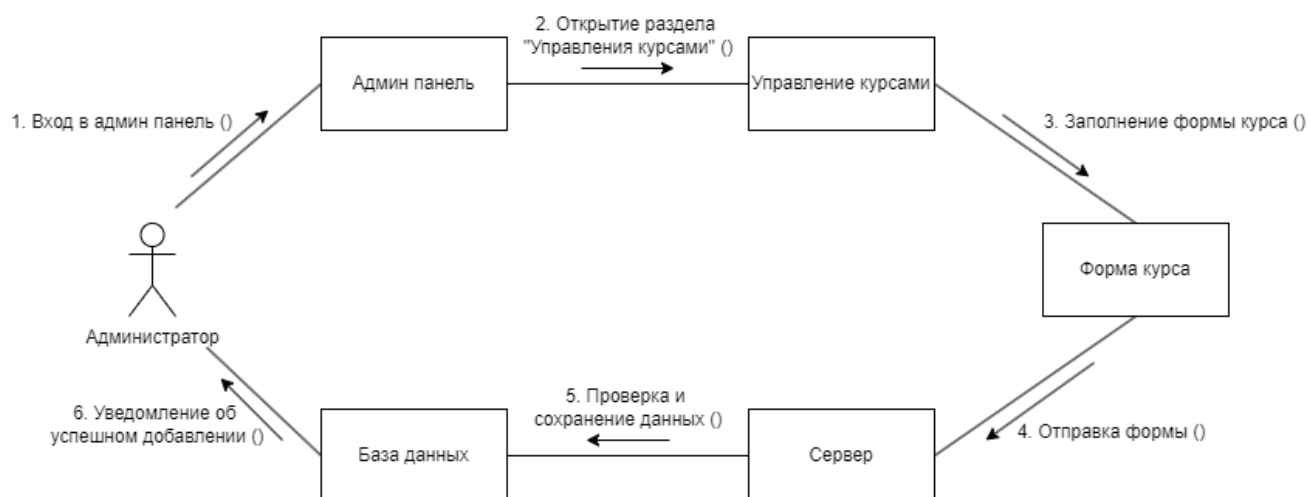 2. Открытие раздела
"Управления курсами" ()
Админ панель
Управление курсами
1. Вход в админ панель ()
3. Заполнение формы курса ()
Форма курса
Администратор
5. Проверка и
сохранение данных ()
6. Уведомление об
успешном добавлении ()
4. Отправка формы ()
База данных
Сервер